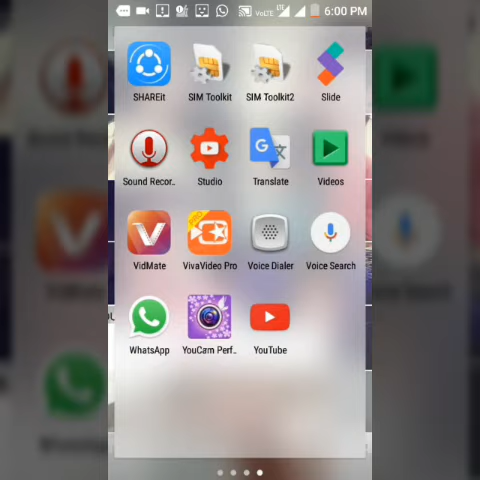 VoLTE LTE 6:00 PM
SHAREit SIM Toolkit SIM Toolkit2 Slide
Sound Recor.. Studio Translate Videos
VidMate VivaVideo Pro Voice Dialer Voice Search
WhatsApp YouCam Perf.. YouTube